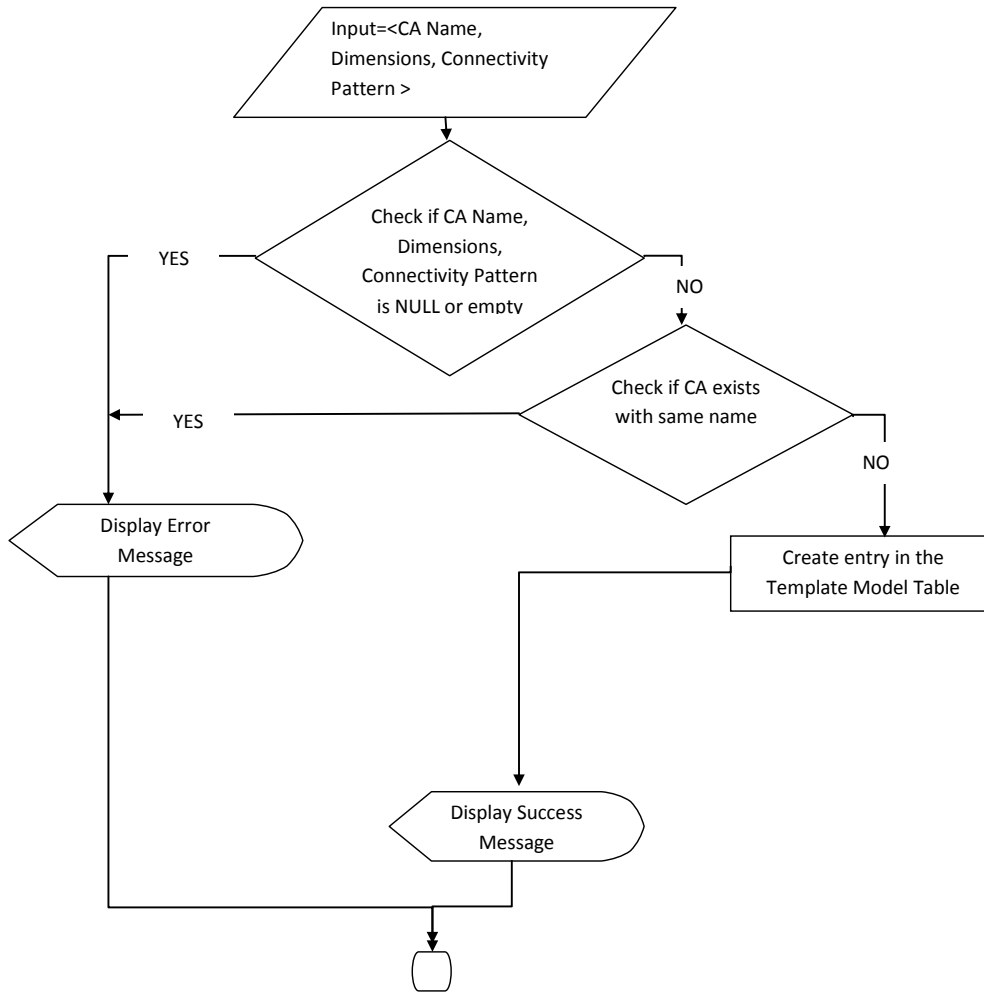 Input=<CA Name,
Dimensions, Connectivity
Pattern >
Check if CA Name,
Dimensions,
Connectivity Pattern
is NULL or empty
YES
NO
Check if CA exists
with same name
YES
NO
Display Error
Message
Create entry in the
Template Model Table
Display Success
Message